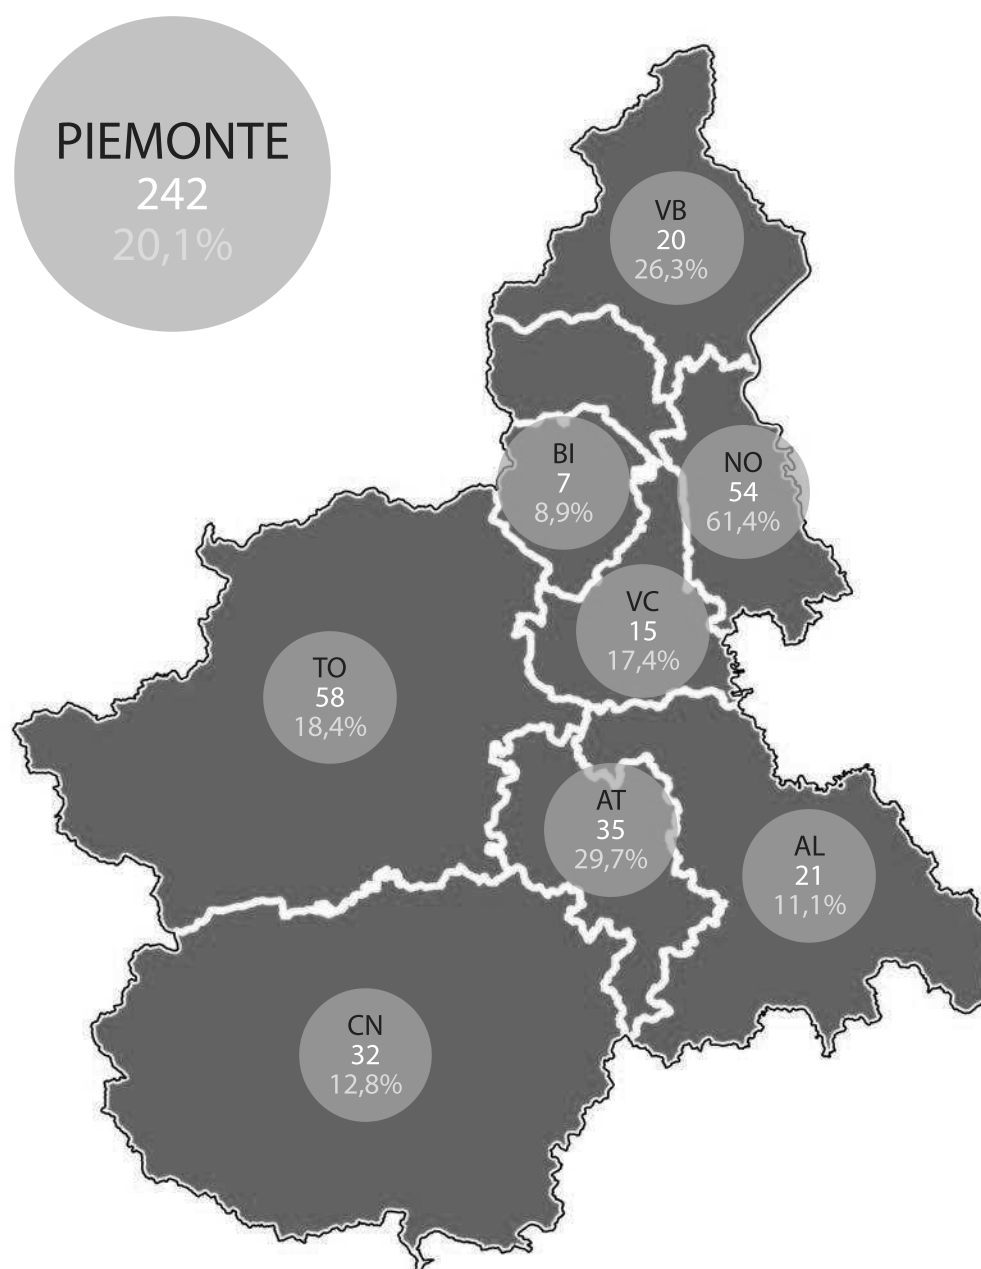 PIEMONTE
242
20,1%
VB
20
26,3%
BI
7
8,9%
NO
54
61,4%
VC
15
17,4%
TO
58
18,4%
AT
35
29,7%
AL
21
11,1%
CN
32
12,8%